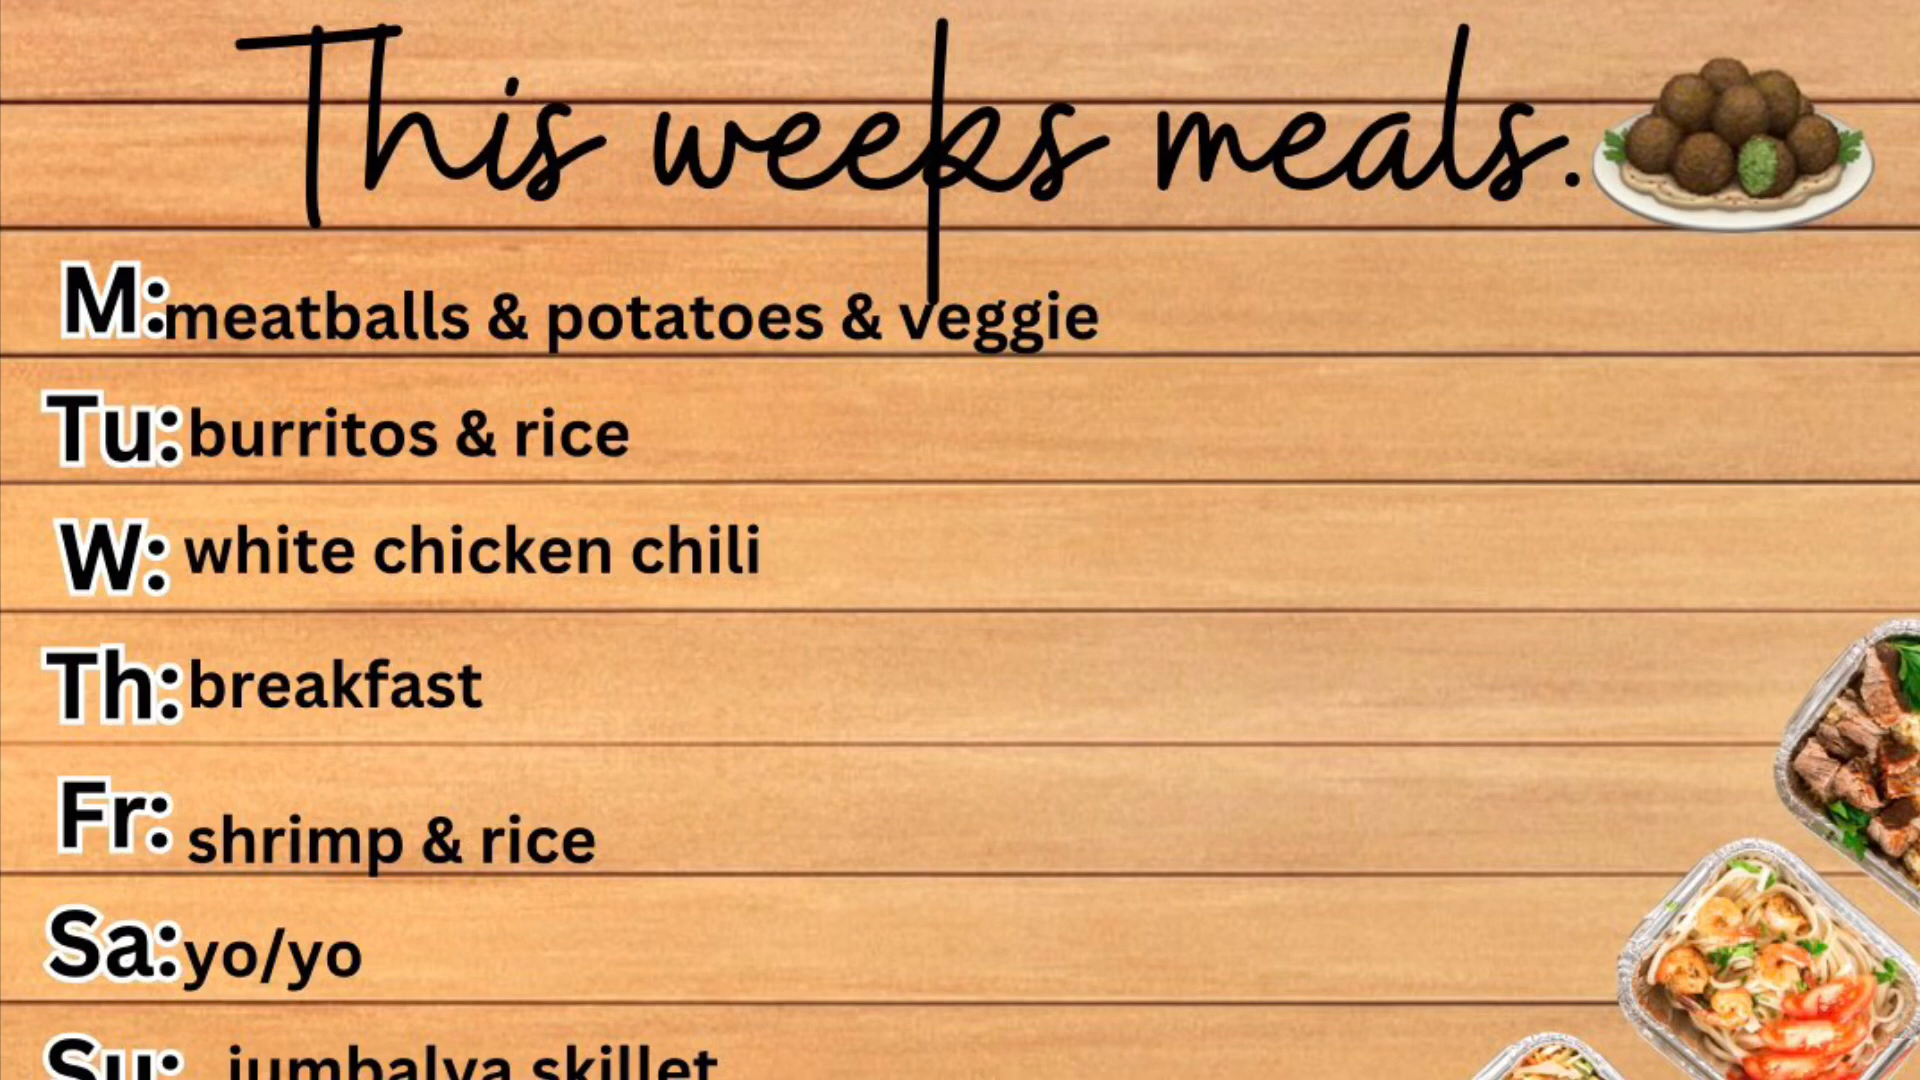 This weeks meals.
M: meatballs & potatoes & veggie
Tu: burritos & rice
W: white chicken chili
Th: breakfast
Fr: shrimp & rice
Sa: yo/yo
Su: jumbalya skillet